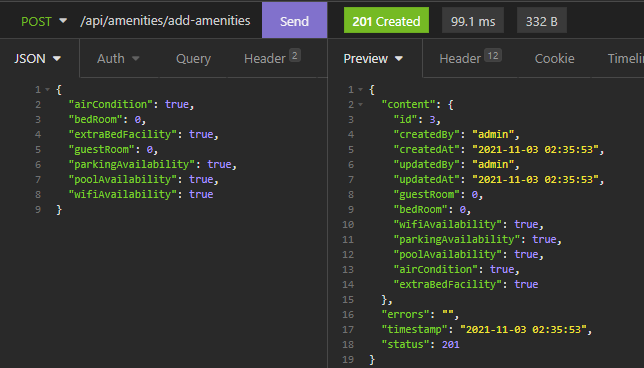 POST /api/amenities/add-amenities Send 201 Created 99.1 ms 332 B
JSON Auth Query Header 2 Preview Header 12 Cookie Timelin
1 {
2 "airCondition": true,
3 "bedRoom": 0,
4 "extraBedFacility": true,
5 "guestRoom": 0,
6 "parkingAvailability": true,
7 "poolAvailability": true,
8 "wifiAvailability": true
9 }
1 {
2 "content": {
3 "id": 3,
4 "createdBy": "admin",
5 "createdAt": "2021-11-03 02:35:53",
6 "updatedBy": "admin",
7 "updatedAt": "2021-11-03 02:35:53",
8 "guestRoom": 0,
9 "bedRoom": 0,
10 "wifiAvailability": true,
11 "parkingAvailability": true,
12 "poolAvailability": true,
13 "airCondition": true,
14 "extraBedFacility": true
15 },
16 "errors": "",
17 "timestamp": "2021-11-03 02:35:53",
18 "status": 201
19 }